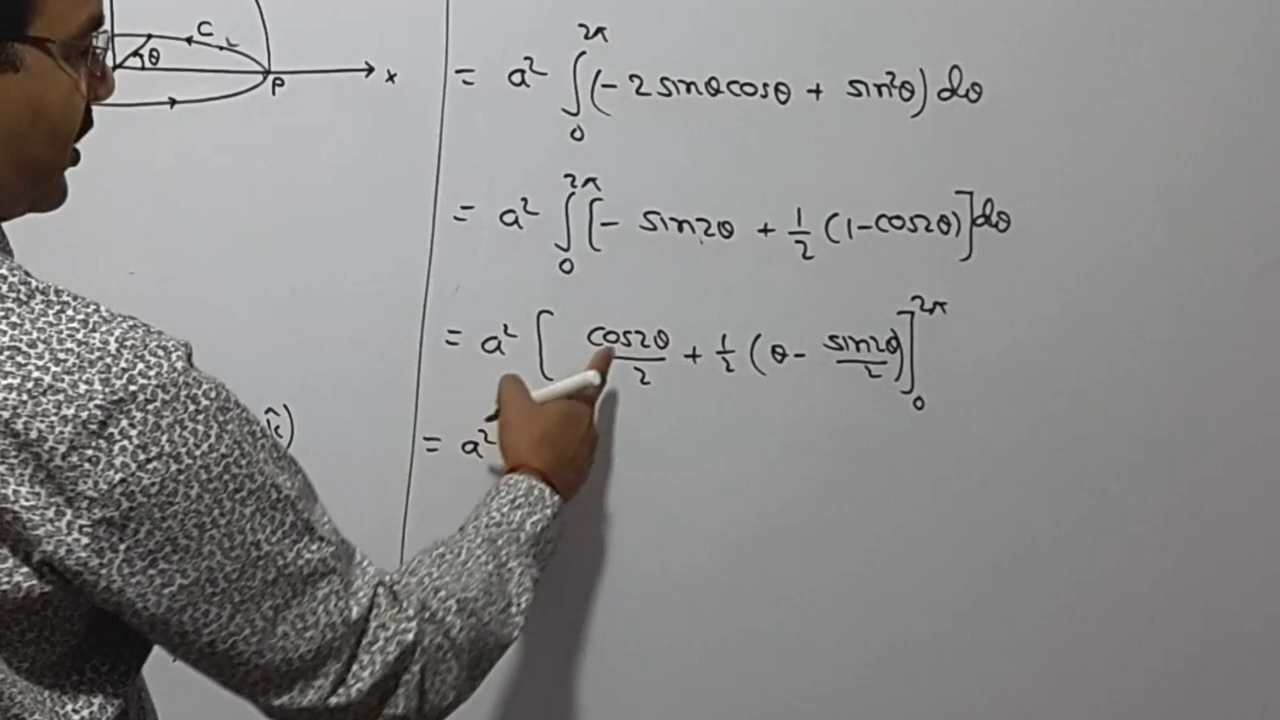 C
θ
P
x
k̂)
= a² ∫₀^2π (- 2 sinθ cosθ + sin²θ) dθ
= a² ∫₀^2π [- sin2θ + 1/2 (1-cos2θ)] dθ
= a² [ cos2θ/2 + 1/2 (θ - sin2θ/2) ]₀^2π
= a²